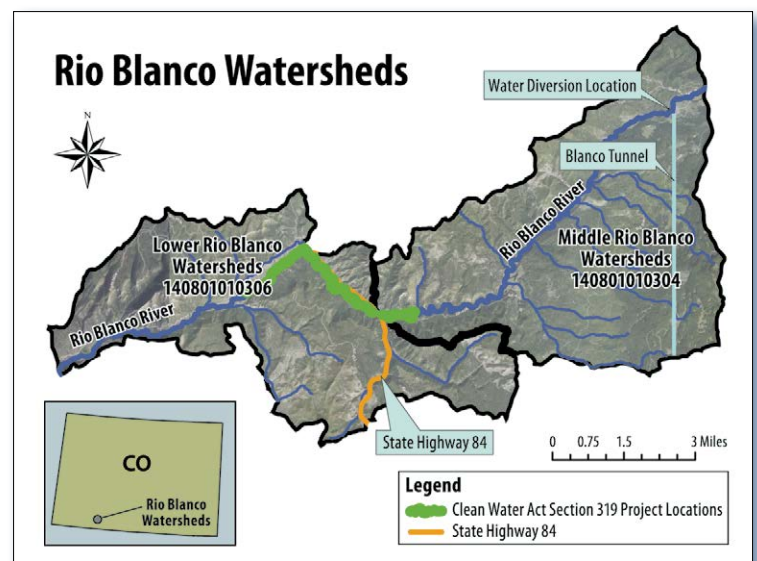 Rio Blanco Watersheds
N
Water Diversion Location
Blanco Tunnel
Rio Blanco River
Middle Rio Blanco
Watersheds
140801010304
Lower Rio Blanco
Watersheds
140801010306
Rio Blanco River
State Highway 84
CO
Rio Blanco
Watersheds
0 0.75 1.5 3 Miles
Legend
Clean Water Act Section 319 Project Locations
State Highway 84